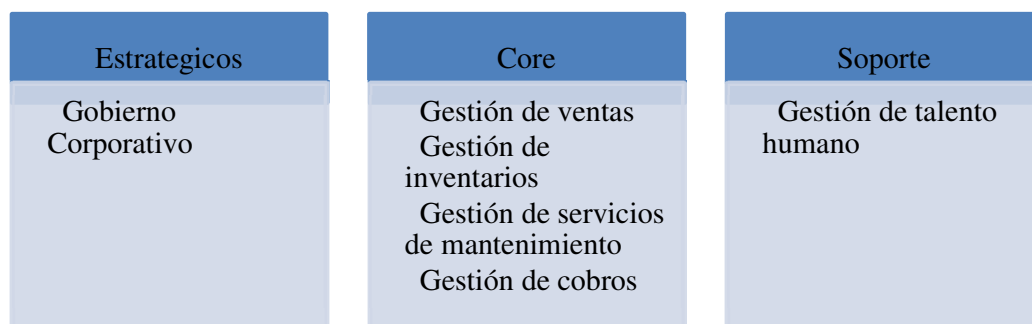 Estrategicos
Gobierno
Corporativo
Core
Gestión de ventas
Gestión de
inventarios
Gestión de servicios
de mantenimiento
Gestión de cobros
Soporte
Gestión de talento
humano